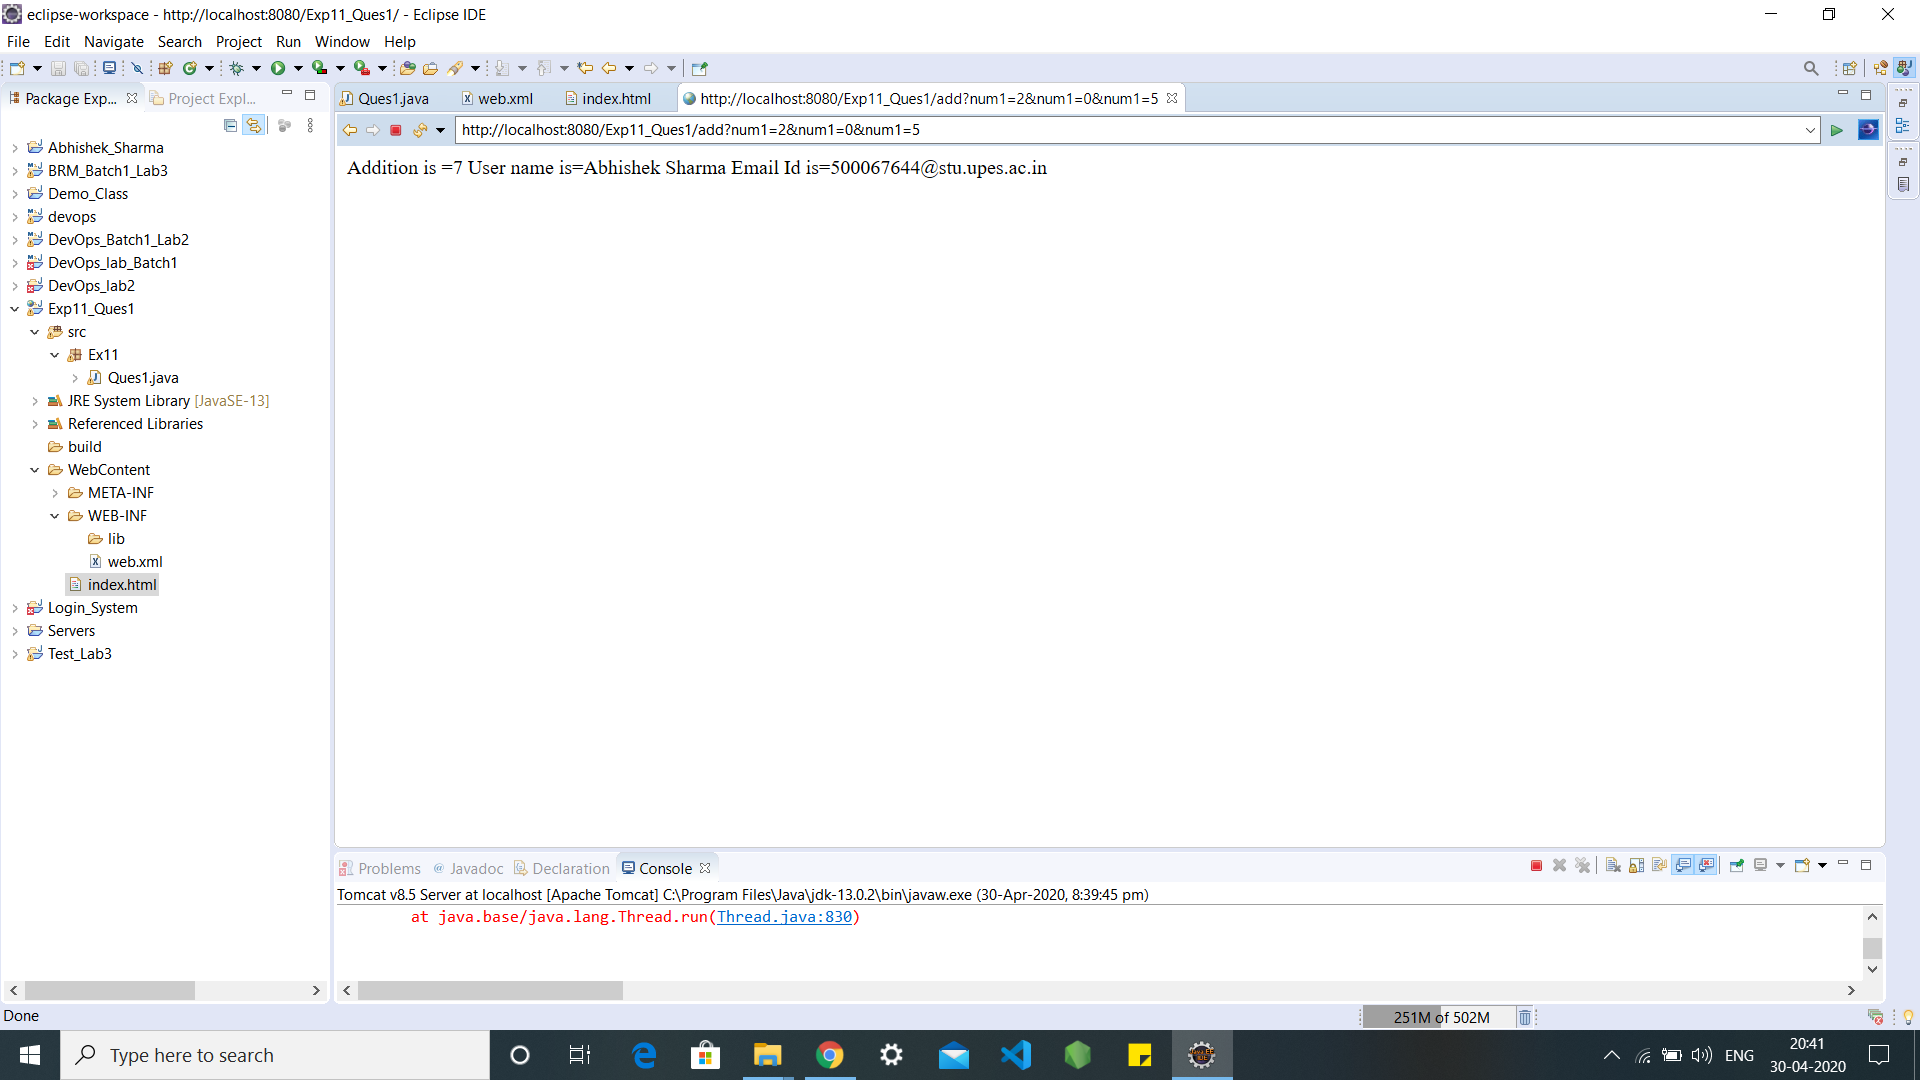 eclipse-workspace - http://localhost:8080/Exp11_Ques1/ - Eclipse IDE
File Edit Navigate Search Project Run Window Help
Package Exp... Project Expl...
Abhishek_Sharma
BRM_Batch1_Lab3
Demo_Class
devops
DevOps_Batch1_Lab2
DevOps_lab_Batch1
DevOps_lab2
Exp11_Ques1
src
Ex11
Ques1.java
JRE System Library [JavaSE-13]
Referenced Libraries
build
WebContent
META-INF
WEB-INF
lib
web.xml
index.html
Login_System
Servers
Test_Lab3
Ques1.java web.xml index.html http://localhost:8080/Exp11_Ques1/add?num1=2&num1=0&num1=5
http://localhost:8080/Exp11_Ques1/add?num1=2&num1=0&num1=5
Addition is =7 User name is=Abhishek Sharma Email Id is=500067644@stu.upes.ac.in
Problems Javadoc Declaration Console
Tomcat v8.5 Server at localhost [Apache Tomcat] C:\Program Files\Java\jdk-13.0.2\bin\javaw.exe (30-Apr-2020, 8:39:45 pm)
at java.base/java.lang.Thread.run(Thread.java:830)
Done
251M of 502M
Type here to search
ENG
20:41
30-04-2020